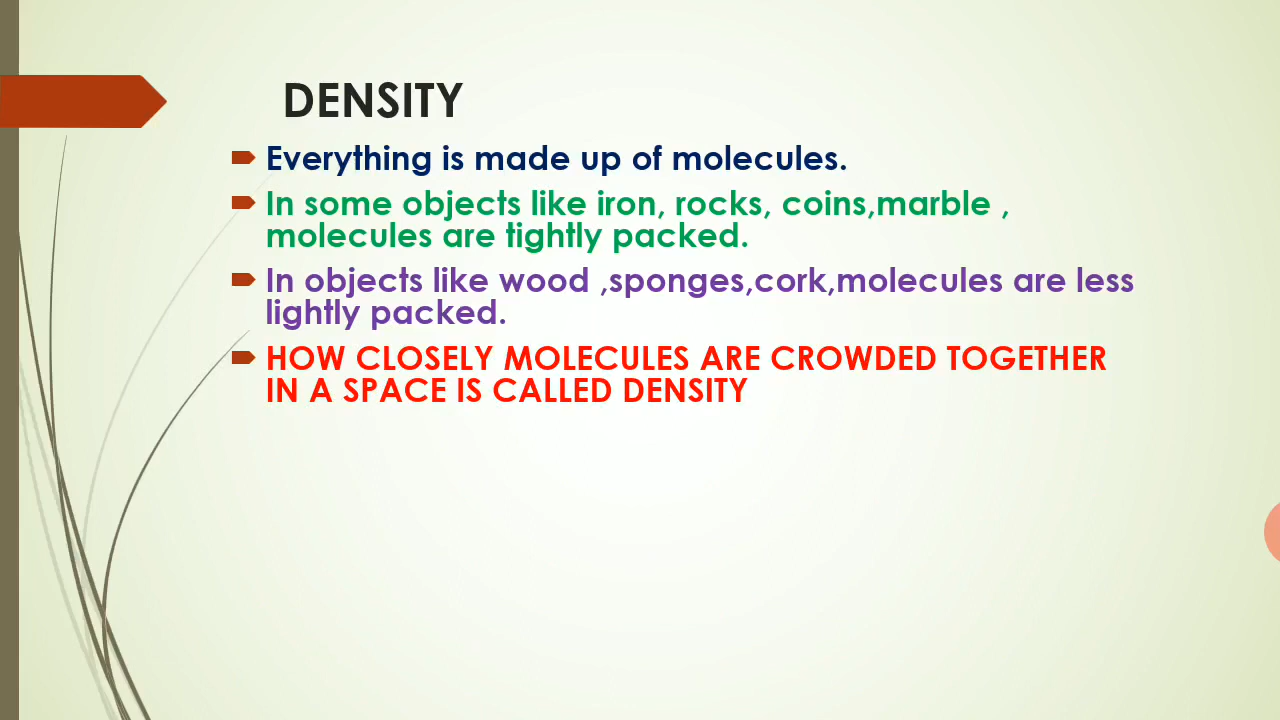 DENSITY
Everything is made up of molecules.
In some objects like iron, rocks, coins,marble ,
molecules are tightly packed.
In objects like wood ,sponges,cork,molecules are less
lightly packed.
HOW CLOSELY MOLECULES ARE CROWDED TOGETHER
IN A SPACE IS CALLED DENSITY